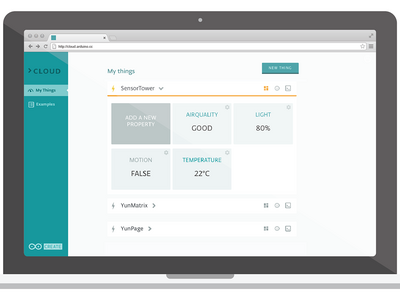 http://cloud.arduino.cc
CLOUD
My Things
Examples
CREATE
My things
NEW THING
SensorTower
ADD A NEW
PROPERTY
AIRQUALITY
GOOD
LIGHT
80%
MOTION
FALSE
TEMPERATURE
22°C
YunMatrix
YunPage